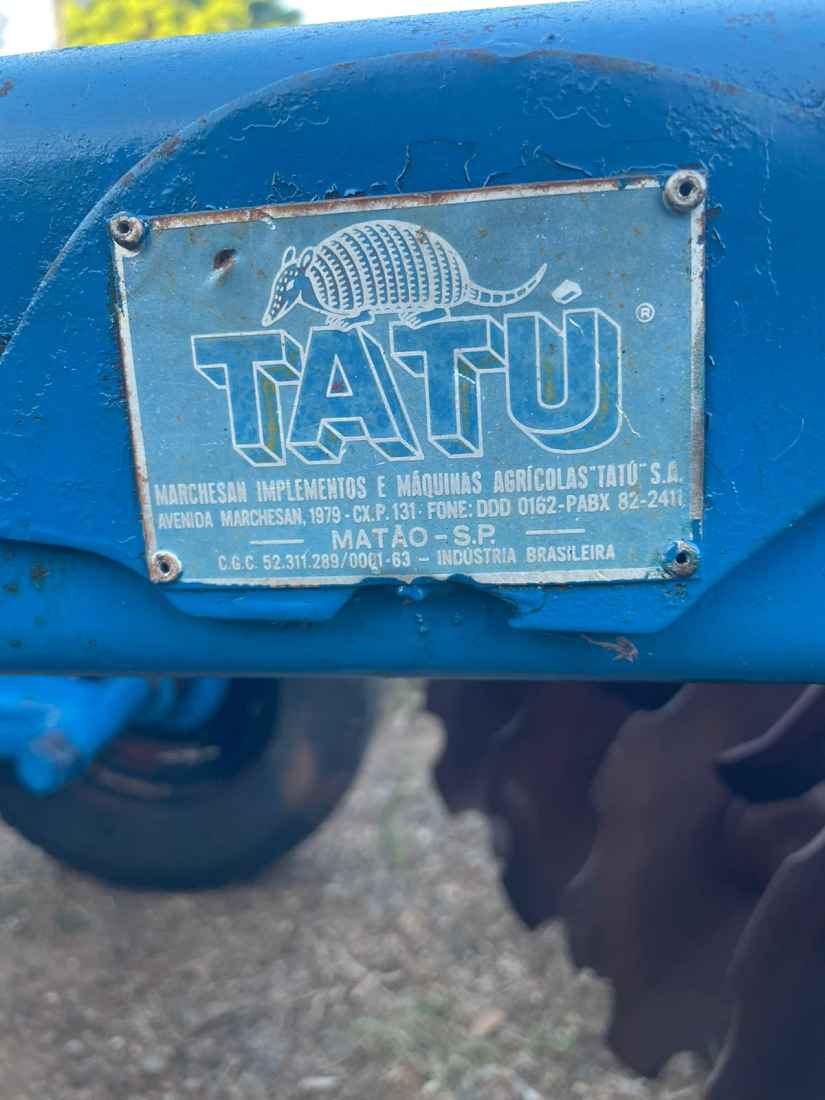 TATÚ ®
MARCHESAN IMPLEMENTOS E MÁQUINAS AGRÍCOLAS "TATÚ" S.A.
AVENIDA MARCHESAN, 1979 - CX.P. 131 - FONE: DDD 0162-PABX 82-2411
MATÃO - S.P.
C.G.C. 52.311.289/0001-63 - INDÚSTRIA BRASILEIRA